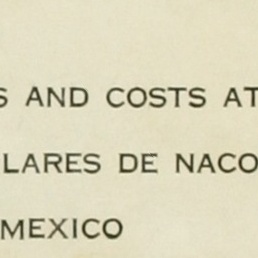 S AND COSTS AT
LARES DE NACO
MEXICO